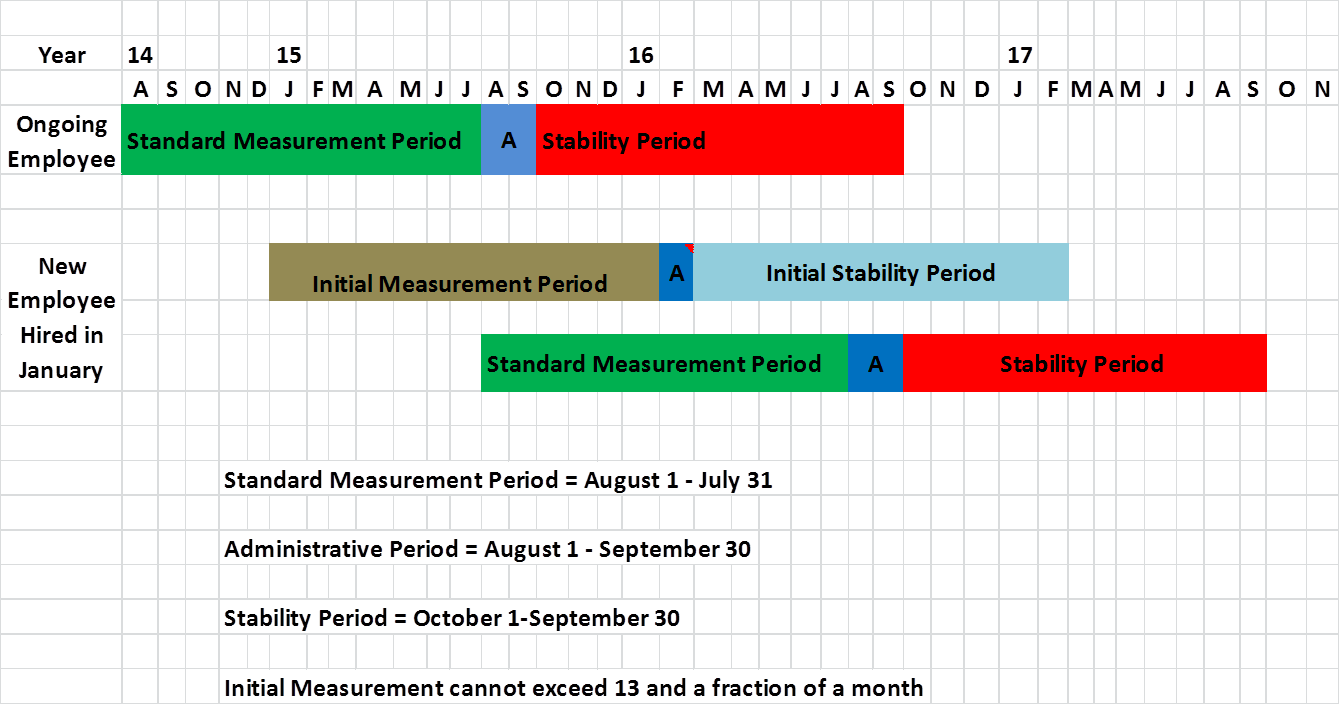 Year 14 15 16 17
A S O N D J F M A M J J A S O N D J F M A M J J A S O N D J F M A M J J A S O N
Ongoing
Employee
Standard Measurement Period A Stability Period
New
Employee
Hired in
January
Initial Measurement Period A Initial Stability Period
Standard Measurement Period A Stability Period
Standard Measurement Period = August 1 - July 31
Administrative Period = August 1 - September 30
Stability Period = October 1-September 30
Initial Measurement cannot exceed 13 and a fraction of a month